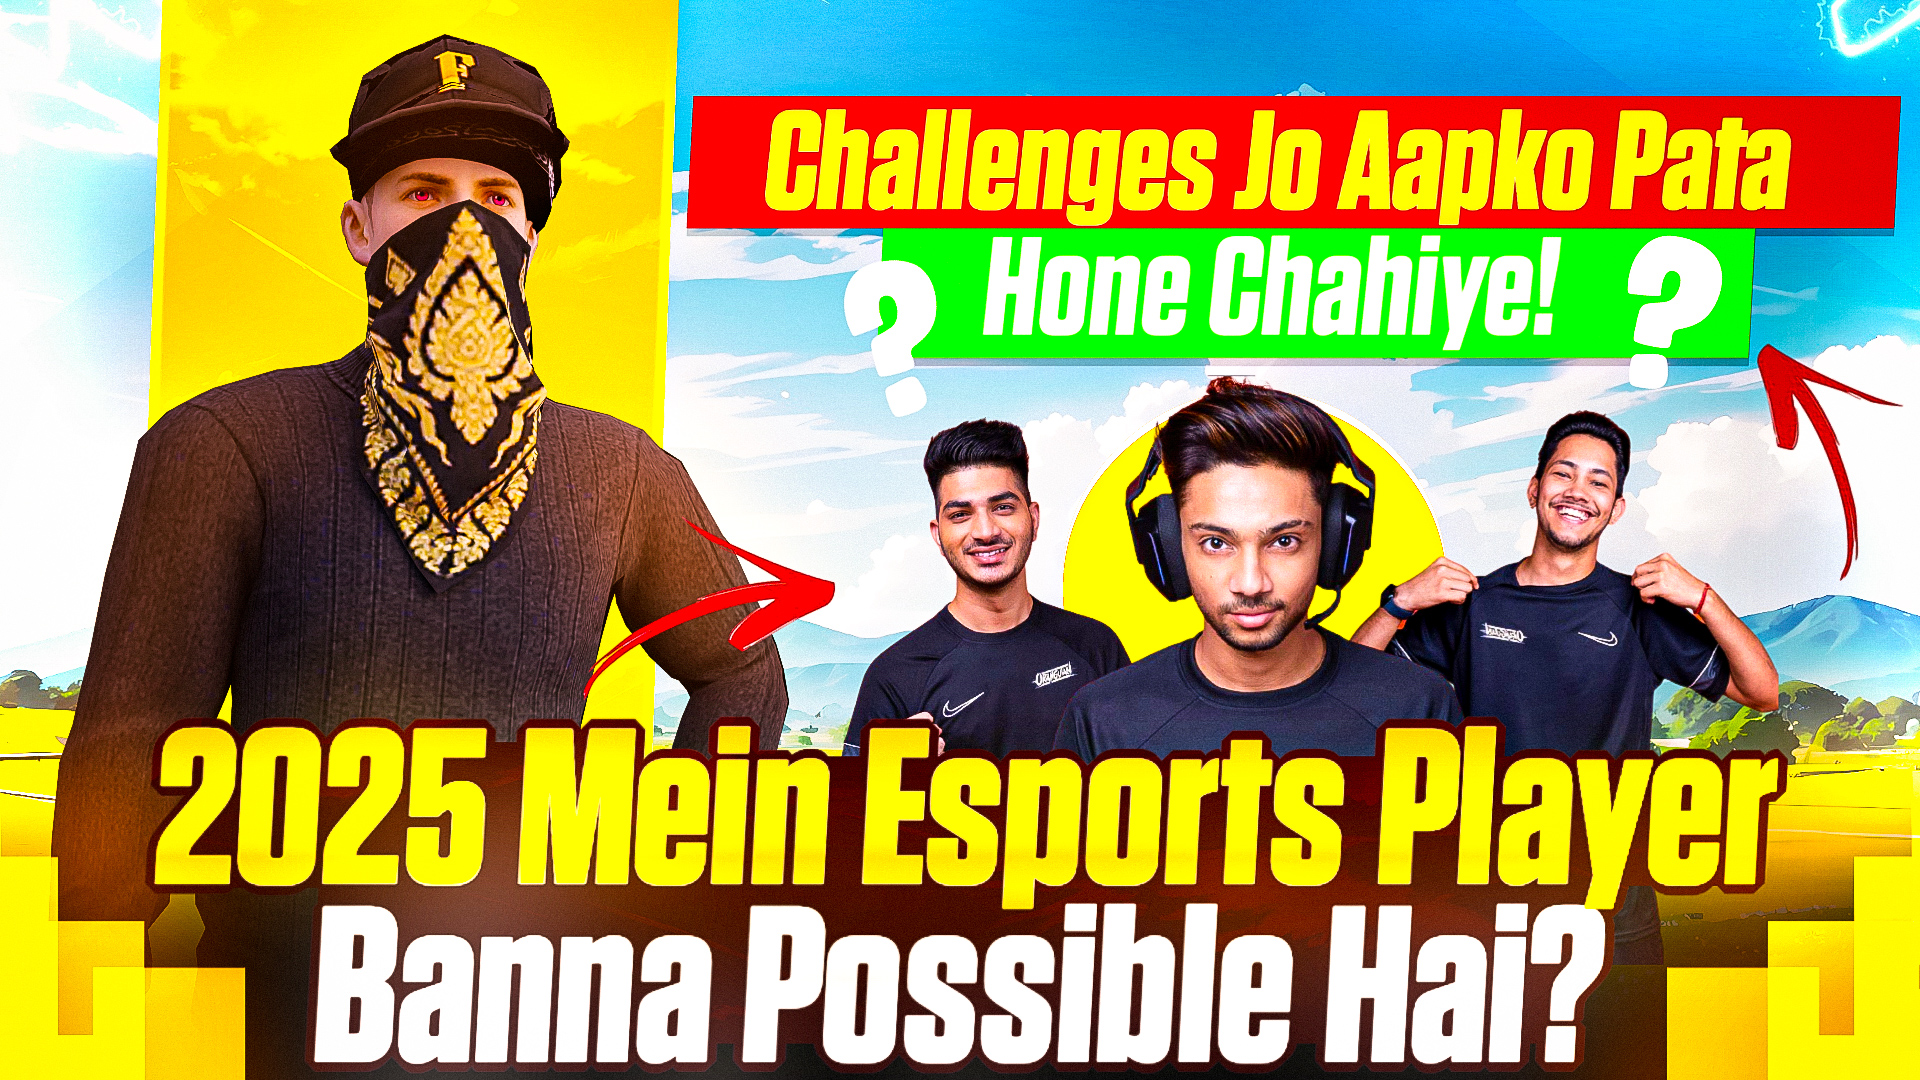 F
Challenges Jo Aapko Pata
? Hone Chahiye! ?
2025 Mein Esports Player
Banna Possible Hai?